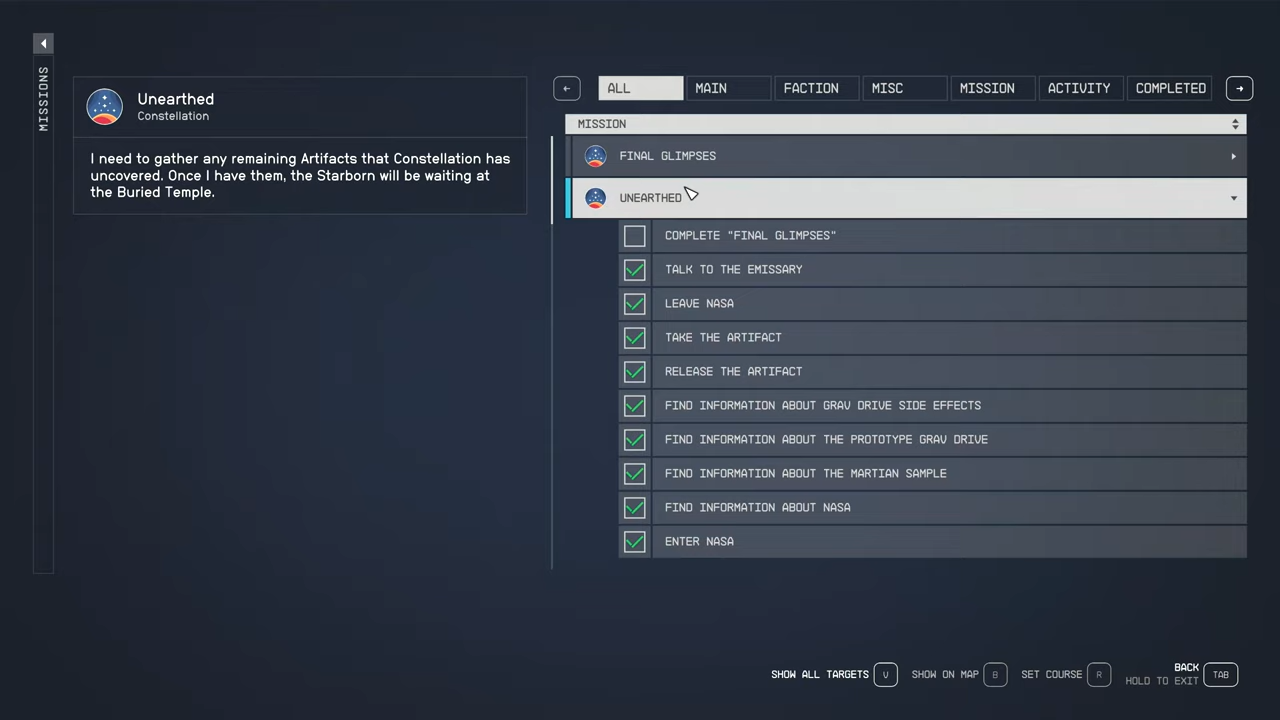 MISSIONS
Unearthed
Constellation
I need to gather any remaining Artifacts that Constellation has
uncovered. Once I have them, the Starborn will be waiting at
the Buried Temple.
ALL
MAIN
FACTION
MISC
MISSION
ACTIVITY
COMPLETED
MISSION
FINAL GLIMPSES
UNEARTHED
COMPLETE "FINAL GLIMPSES"
TALK TO THE EMISSARY
LEAVE NASA
TAKE THE ARTIFACT
RELEASE THE ARTIFACT
FIND INFORMATION ABOUT GRAV DRIVE SIDE EFFECTS
FIND INFORMATION ABOUT THE PROTOTYPE GRAV DRIVE
FIND INFORMATION ABOUT THE MARTIAN SAMPLE
FIND INFORMATION ABOUT NASA
ENTER NASA
SHOW ALL TARGETS V
SHOW ON MAP B
SET COURSE R
BACK
HOLD TO EXIT
TAB